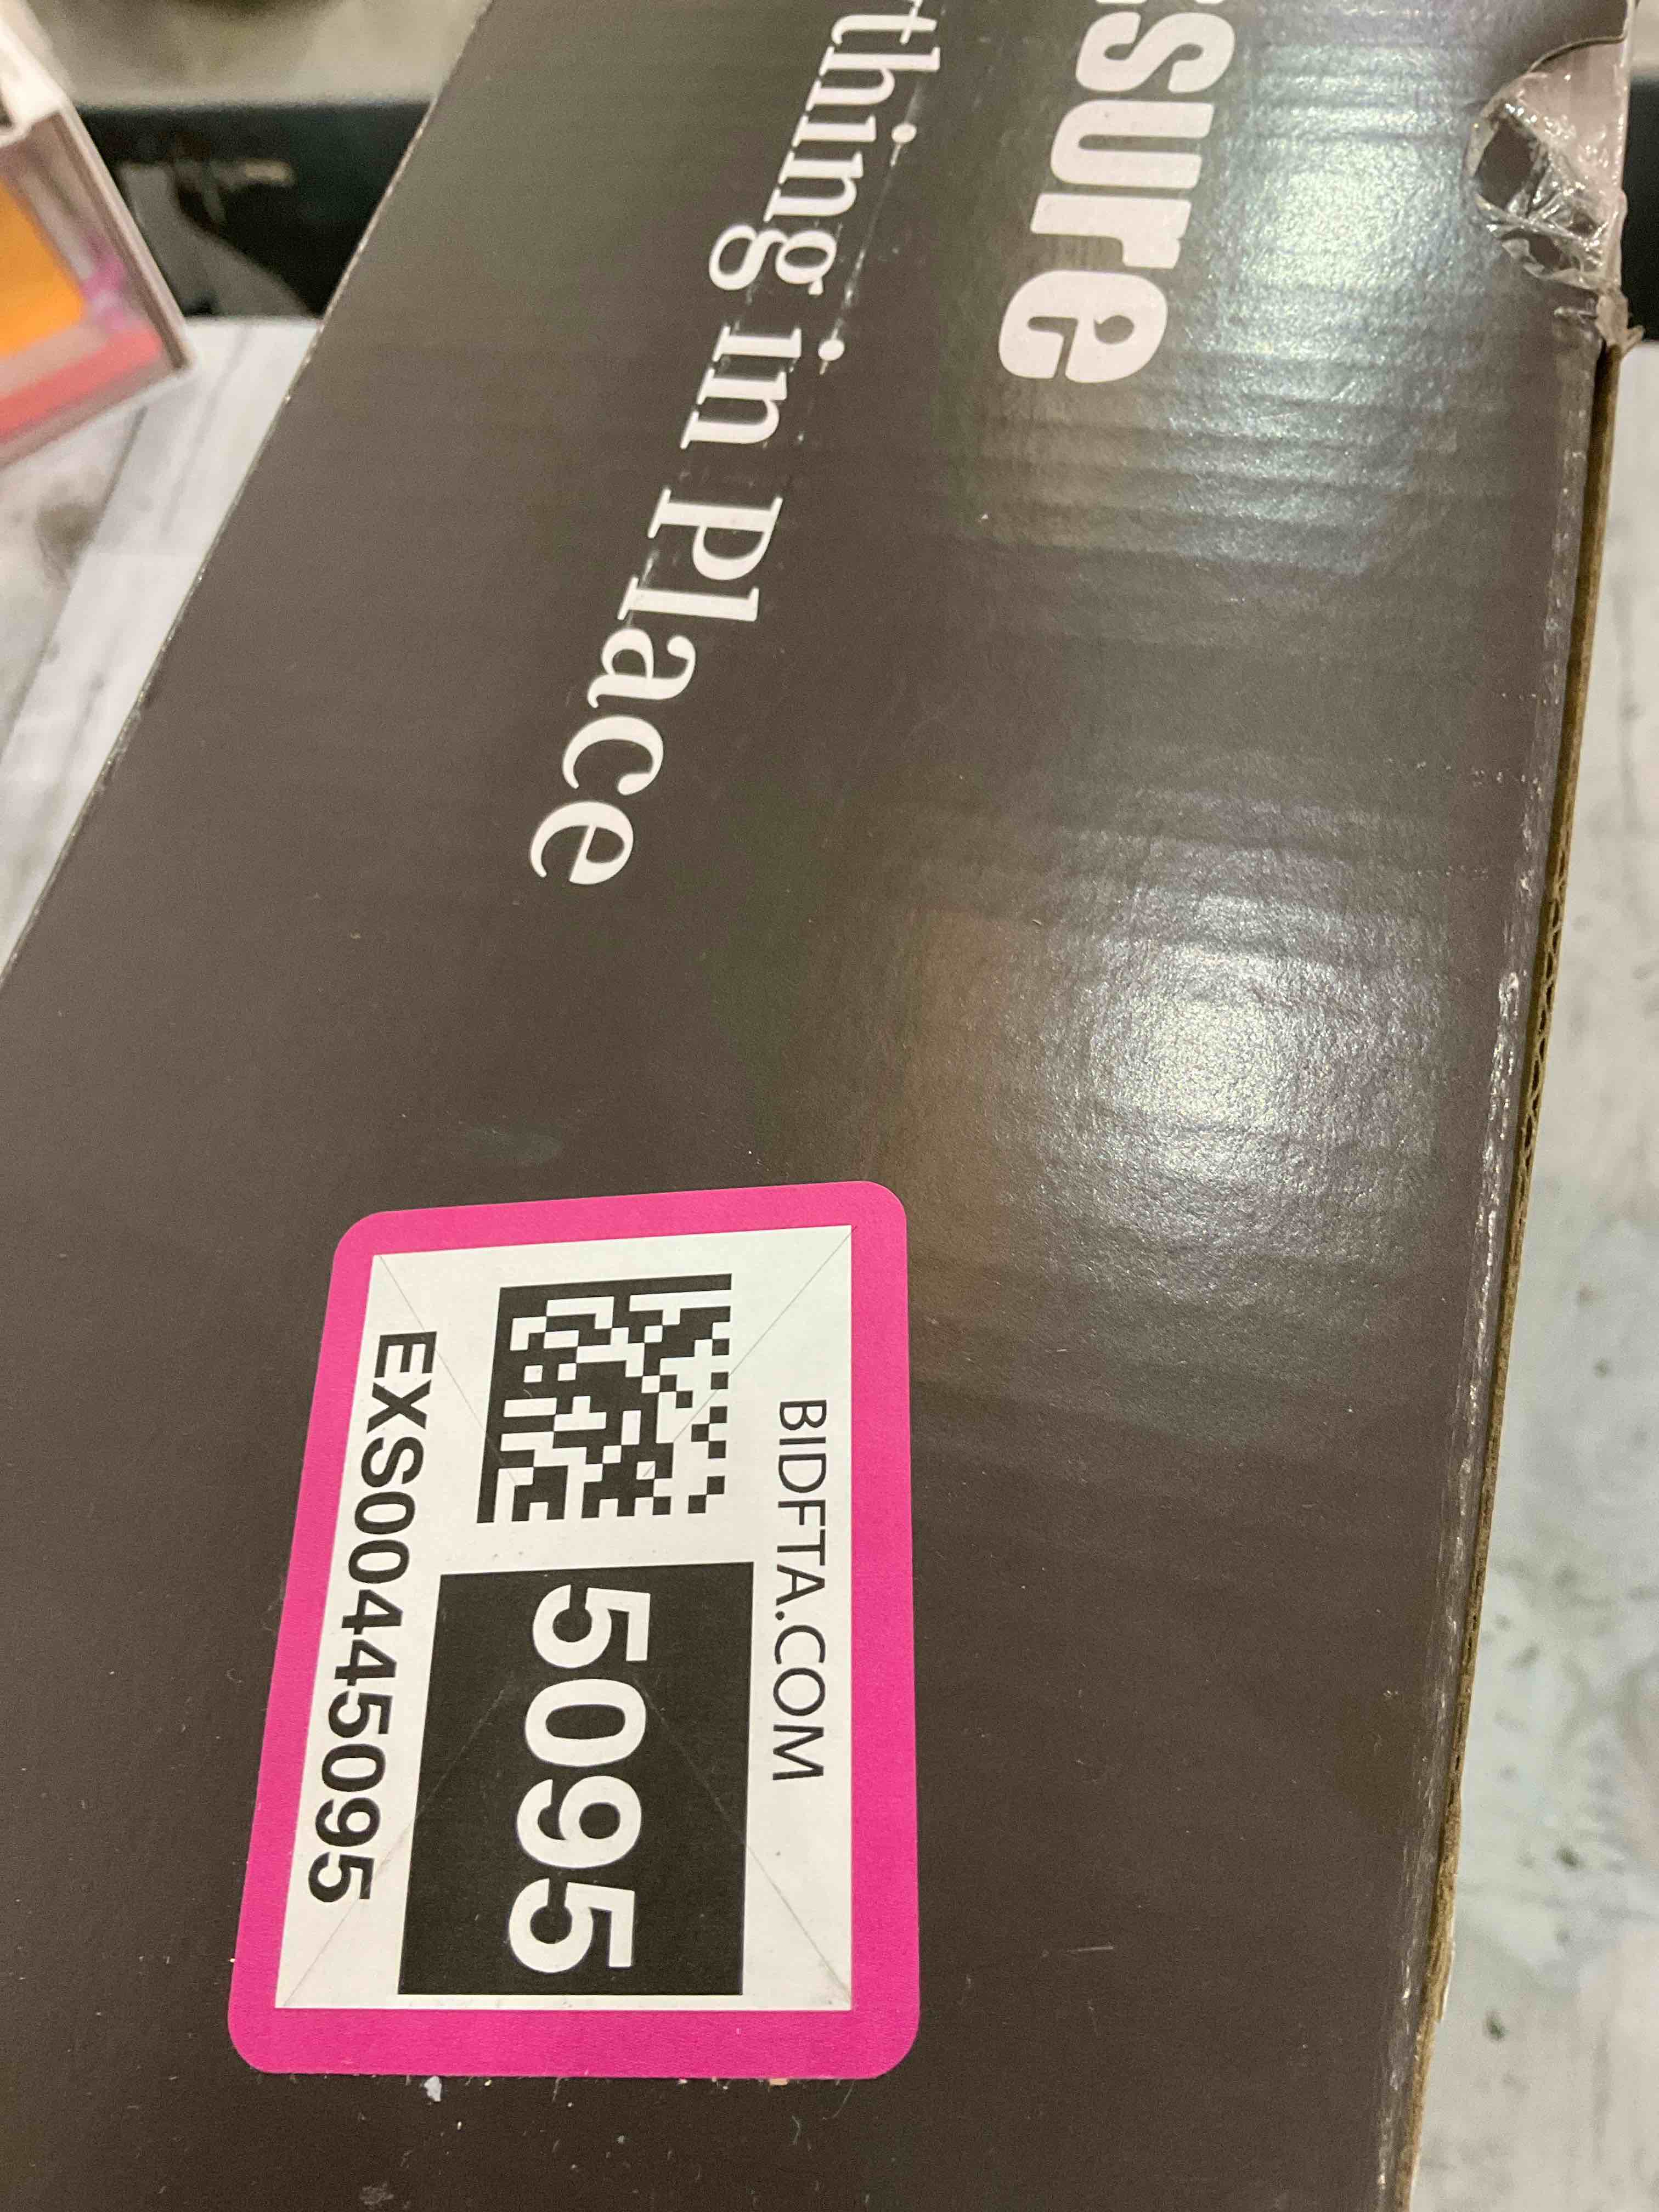 sure
thing in Place
BIDFTA.COM
5095
EXS00445095